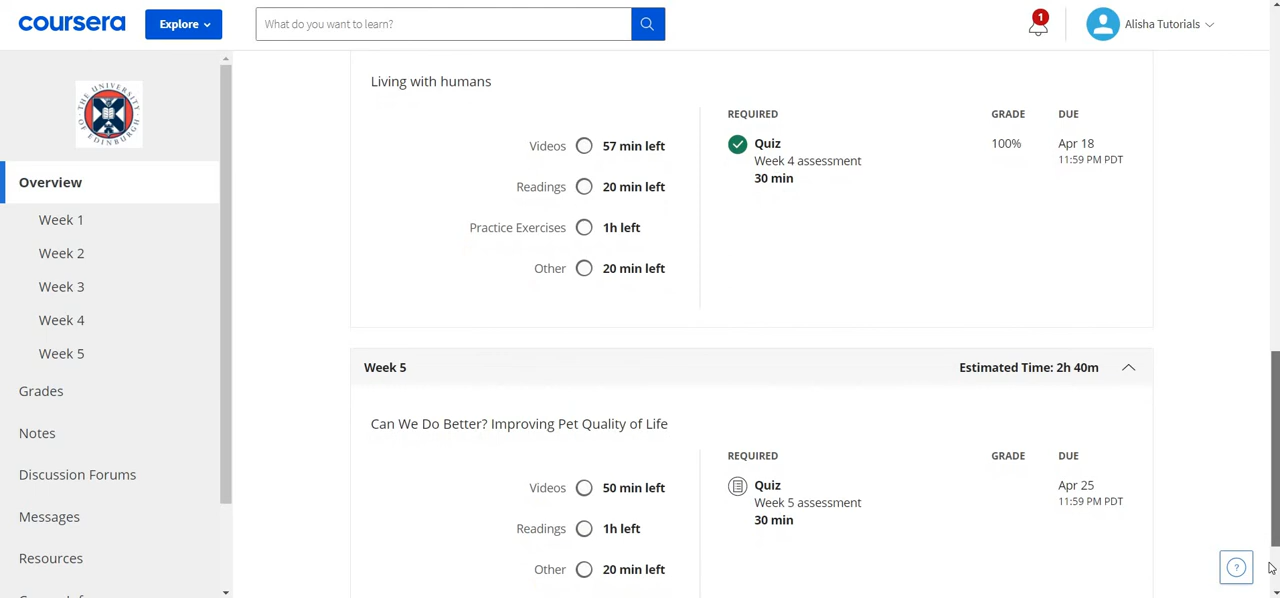 coursera
Explore
What do you want to learn?
1
Alisha Tutorials
THE UNIVERSITY OF EDINBURGH
Overview
Week 1
Week 2
Week 3
Week 4
Week 5
Grades
Notes
Discussion Forums
Messages
Resources
Living with humans
Videos 57 min left
Readings 20 min left
Practice Exercises 1h left
Other 20 min left
REQUIRED GRADE DUE
Quiz 100% Apr 18
Week 4 assessment 11:59 PM PDT
30 min
Week 5 Estimated Time: 2h 40m
Can We Do Better? Improving Pet Quality of Life
Videos 50 min left
Readings 1h left
Other 20 min left
REQUIRED GRADE DUE
Quiz Apr 25
Week 5 assessment 11:59 PM PDT
30 min
?